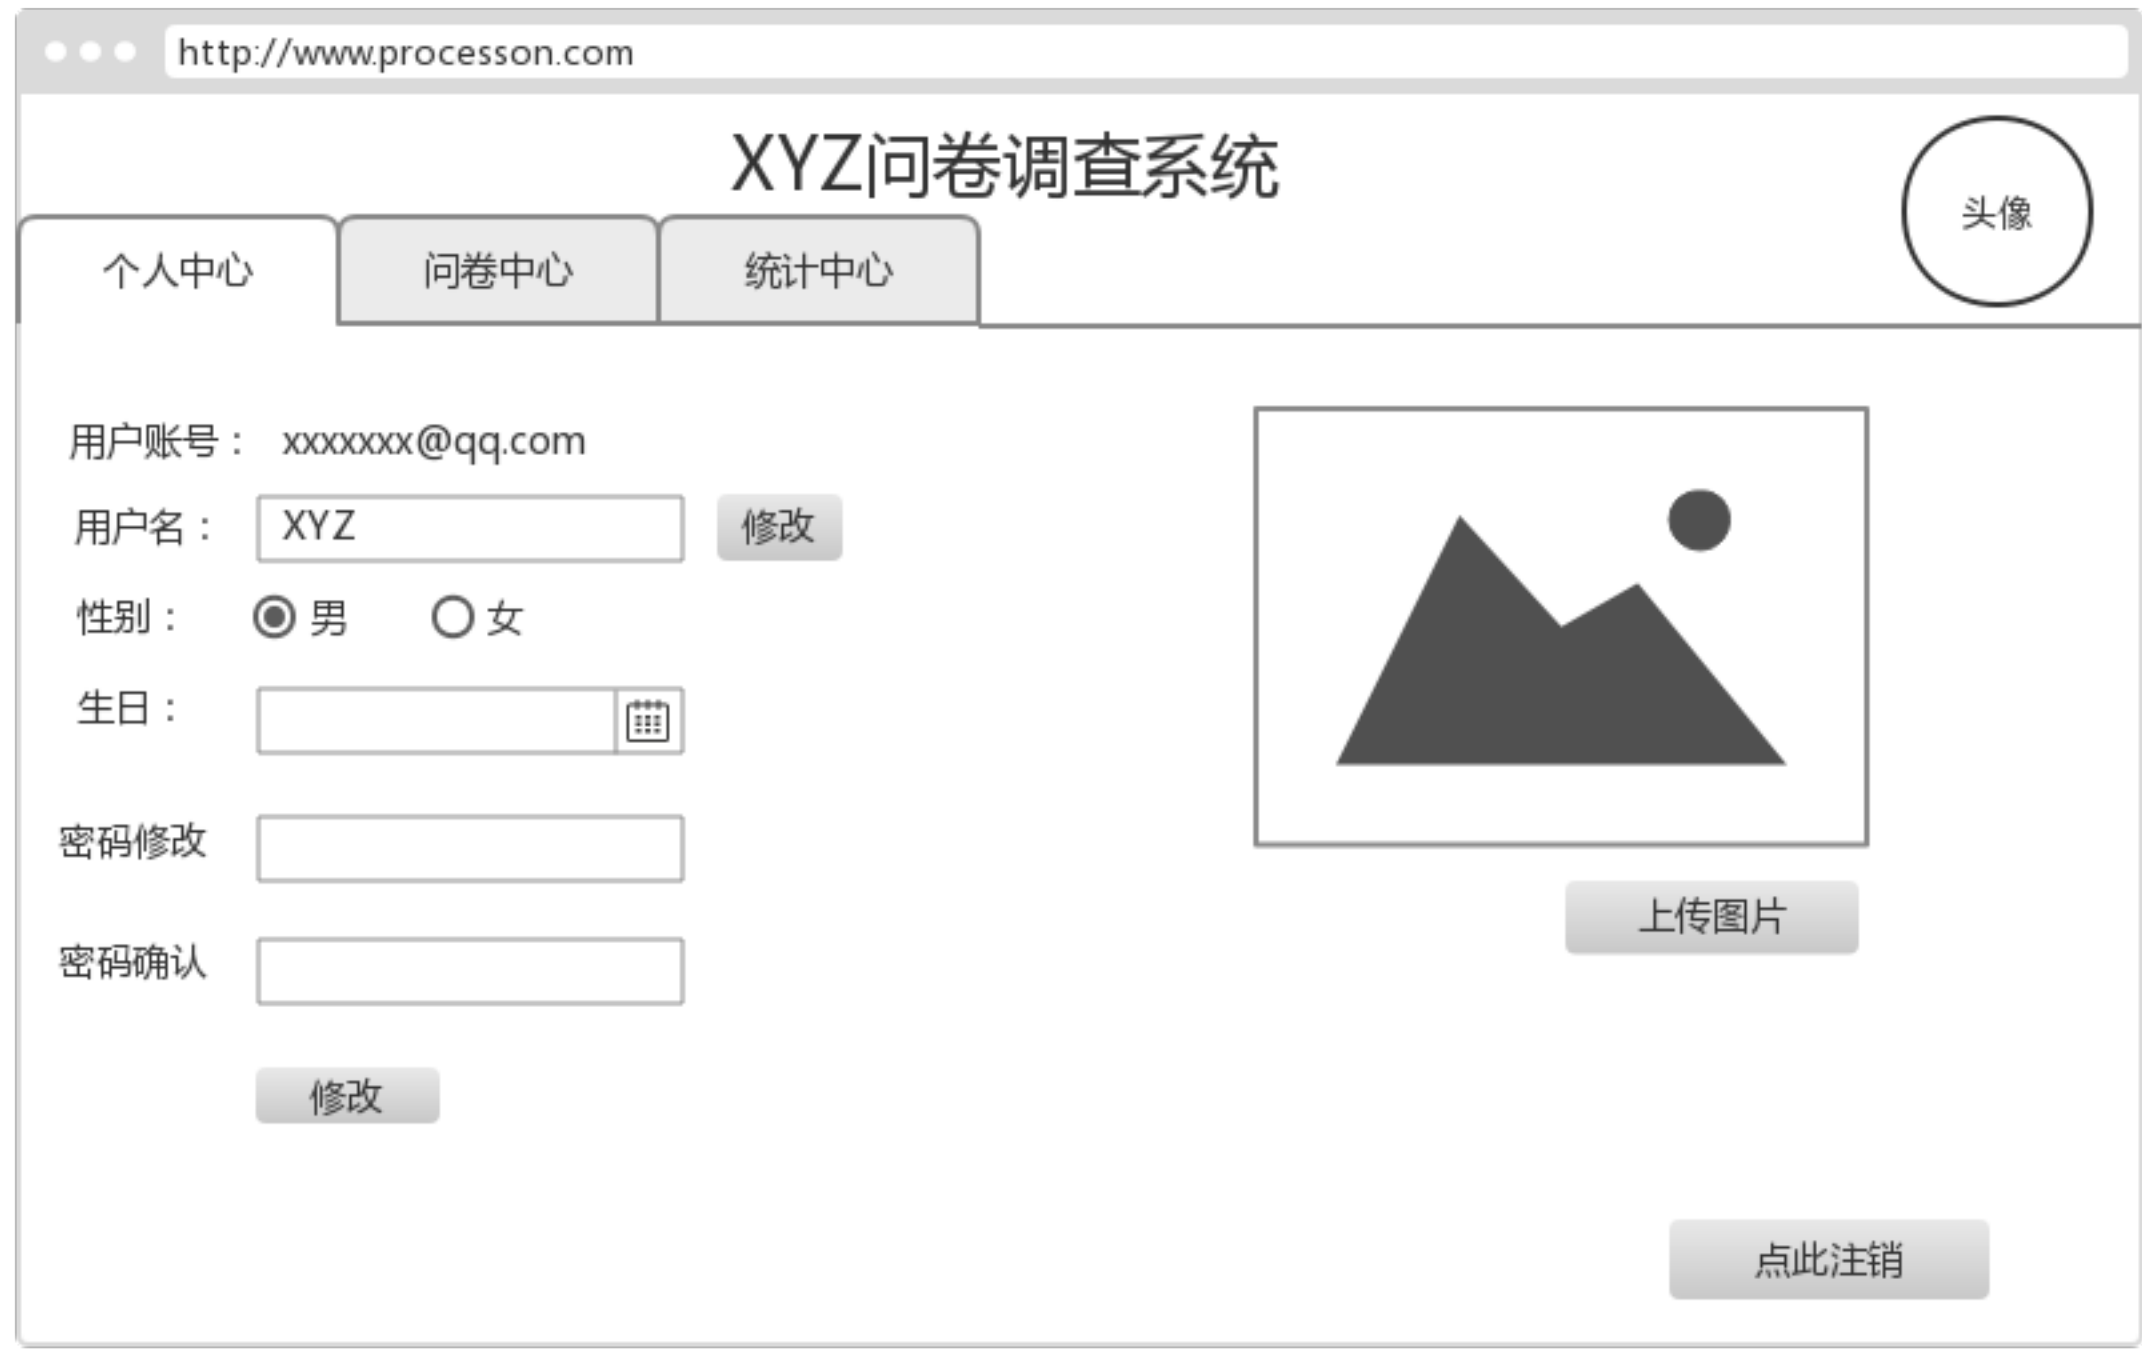 http://www.processon.com
XYZ问卷调查系统
头像
个人中心 问卷中心 统计中心
用户账号： xxxxxxx@qq.com
用户名： XYZ 修改
性别： 男 女
生日：
密码修改
上传图片
密码确认
修改
点此注销